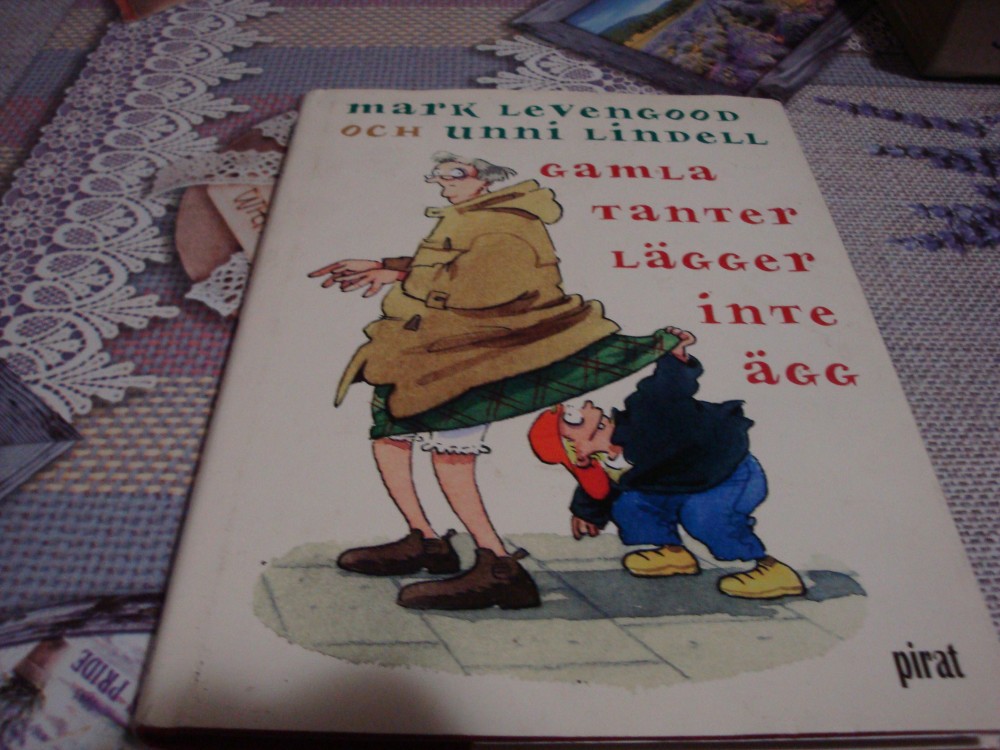 mark Levengood
och unni Lindell
gamla
tanter
lägger
inte
ägg
pirat
PRIDE